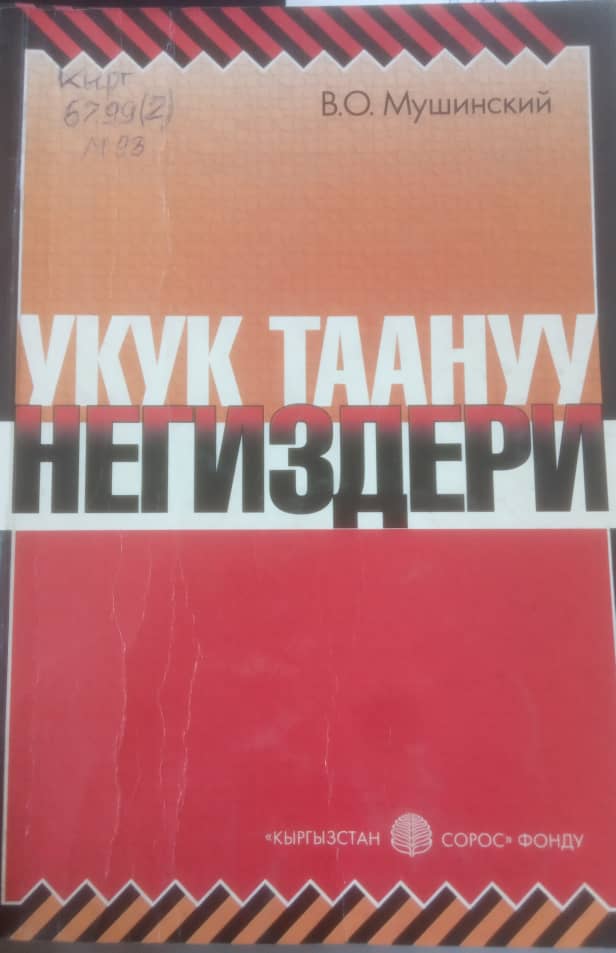 Кырг
67.99(2)
М 93
В.О. Мушинский
УКУК ТААНУУ
НЕГИЗДЕРИ
«КЫРГЫЗСТАН СОРОС» ФОНДУ